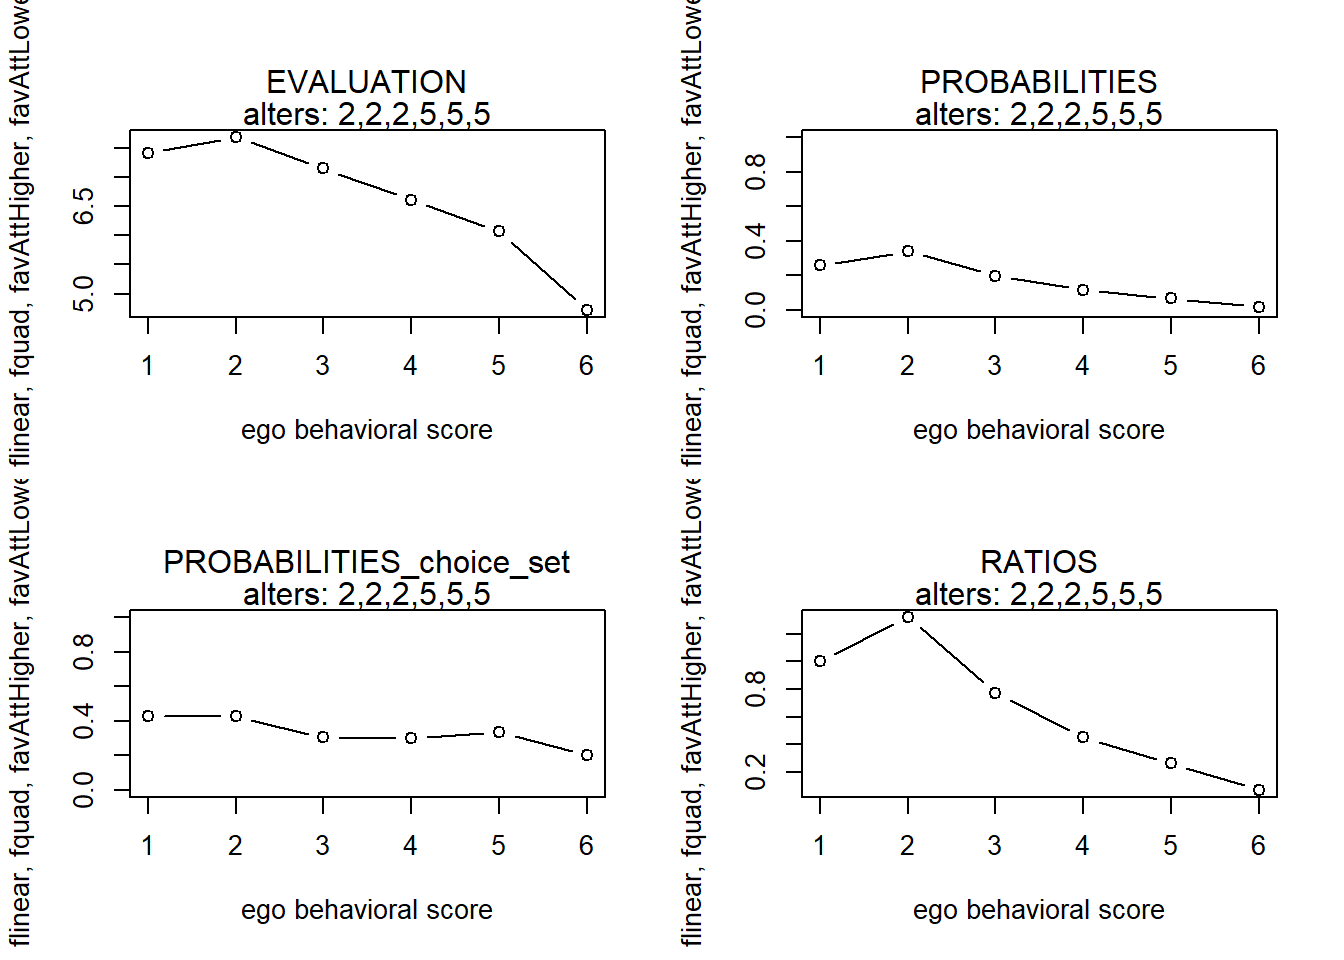 EVALUATION
alters: 2,2,2,5,5,5
flinear, fquad, favAttHigher, favAttLowe
6.5
5.0
1 2 3 4 5 6
ego behavioral score
PROBABILITIES
alters: 2,2,2,5,5,5
flinear, fquad, favAttHigher, favAttLowe
0.8
0.4
0.0
1 2 3 4 5 6
ego behavioral score
PROBABILITIES_choice_set
alters: 2,2,2,5,5,5
flinear, fquad, favAttHigher, favAttLowe
0.8
0.4
0.0
1 2 3 4 5 6
ego behavioral score
RATIOS
alters: 2,2,2,5,5,5
flinear, fquad, favAttHigher, favAttLowe
0.8
0.2
1 2 3 4 5 6
ego behavioral score